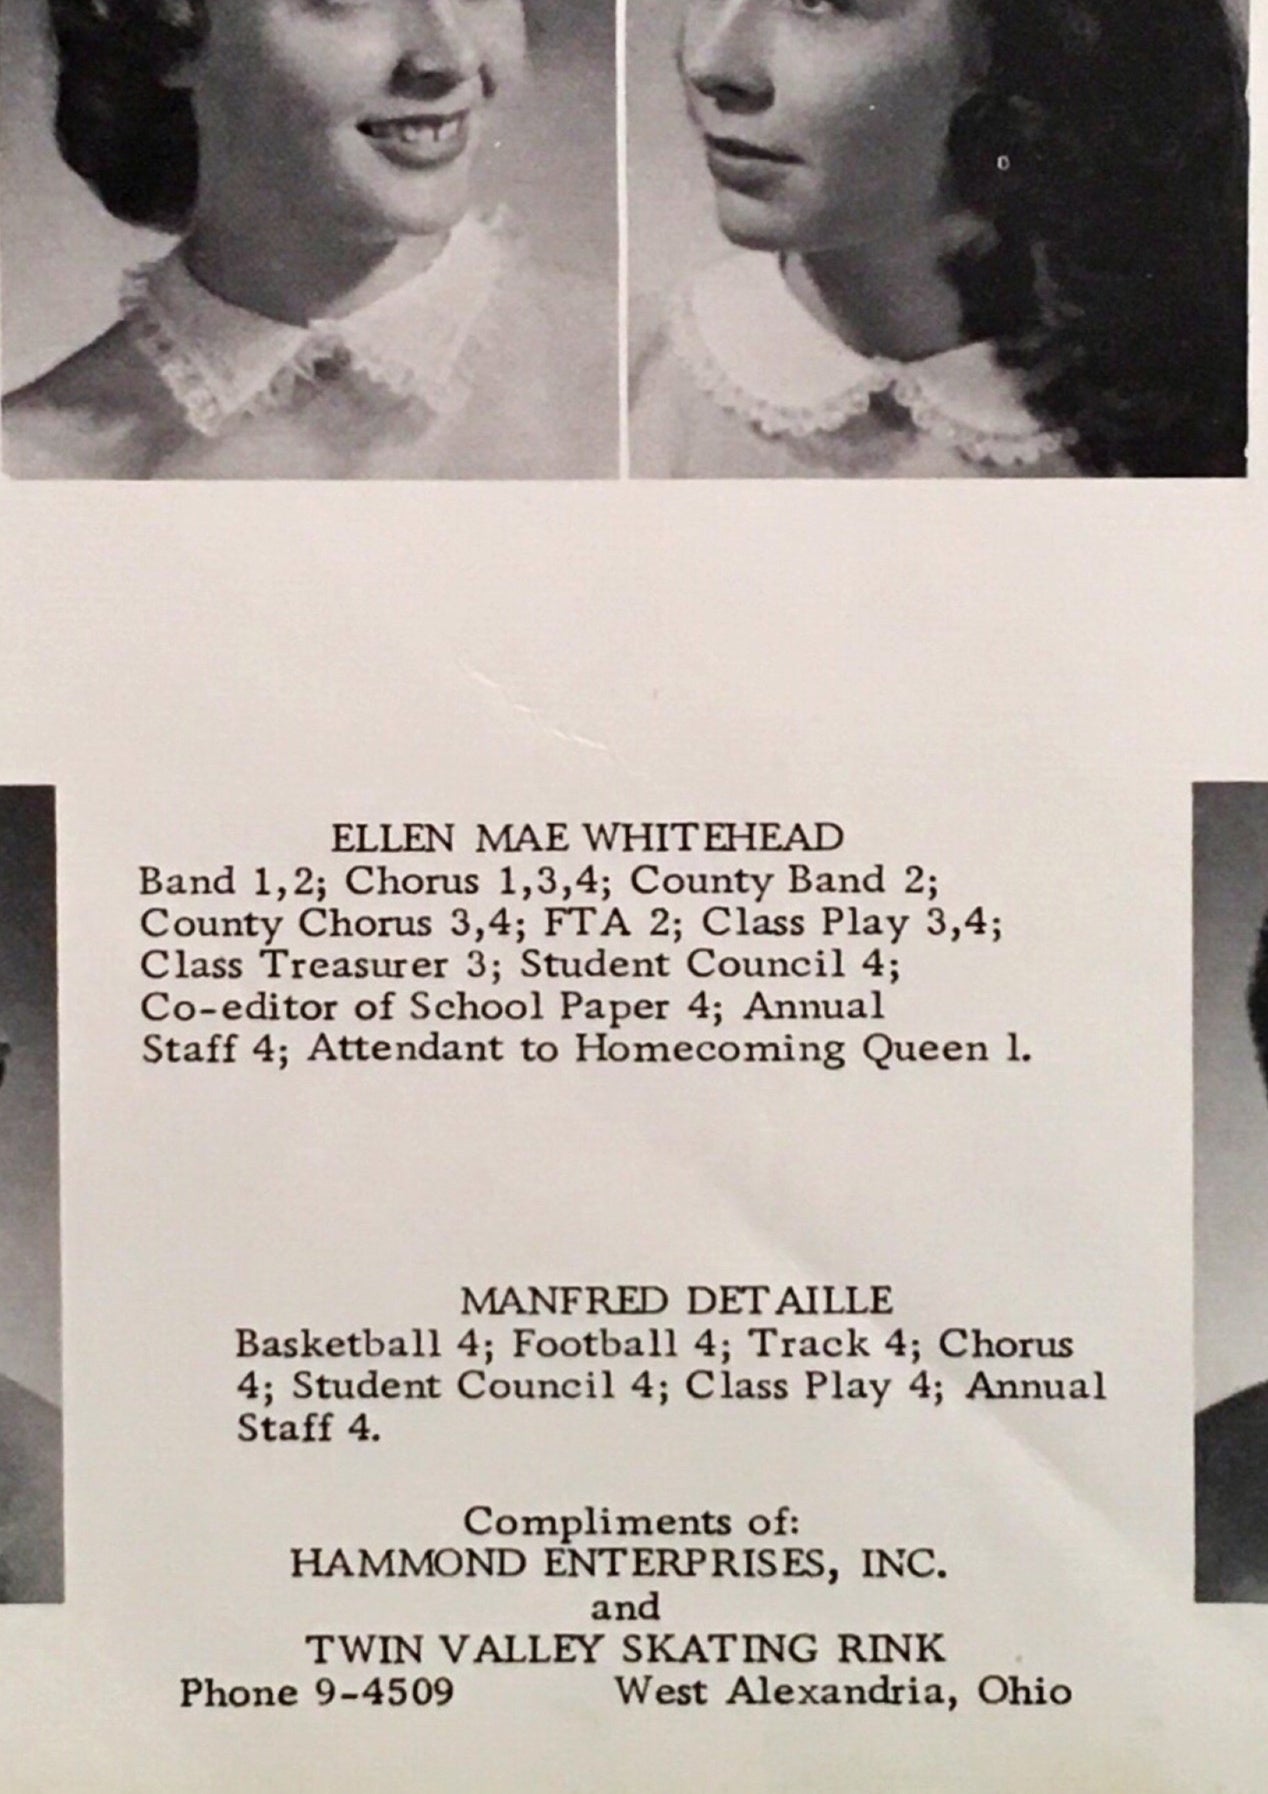 ELLEN MAE WHITEHEAD
Band 1,2; Chorus 1,3,4; County Band 2;
County Chorus 3,4; FTA 2; Class Play 3,4;
Class Treasurer 3; Student Council 4;
Co-editor of School Paper 4; Annual
Staff 4; Attendant to Homecoming Queen 1.
MANFRED DETAILLE
Basketball 4; Football 4; Track 4; Chorus
4; Student Council 4; Class Play 4; Annual
Staff 4.
Compliments of:
HAMMOND ENTERPRISES, INC.
and
TWIN VALLEY SKATING RINK
Phone 9-4509 West Alexandria, Ohio